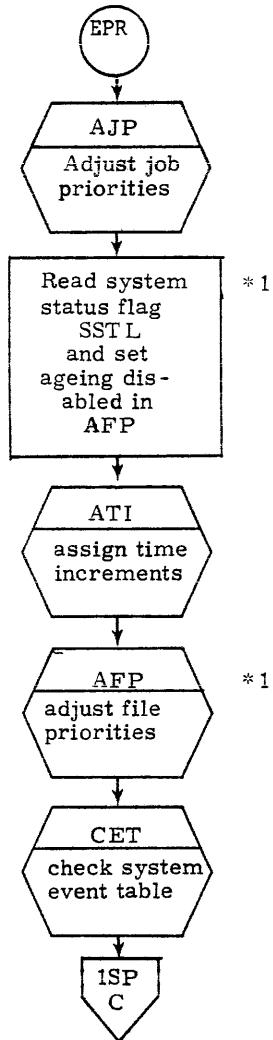 EPR
AJP
Adjust job
priorities
Read system *1
status flag
SSTL
and set
ageing dis-
abled in
AFP
ATI
assign time
increments
AFP *1
adjust file
priorities
CET
check system
event table
1SP
C